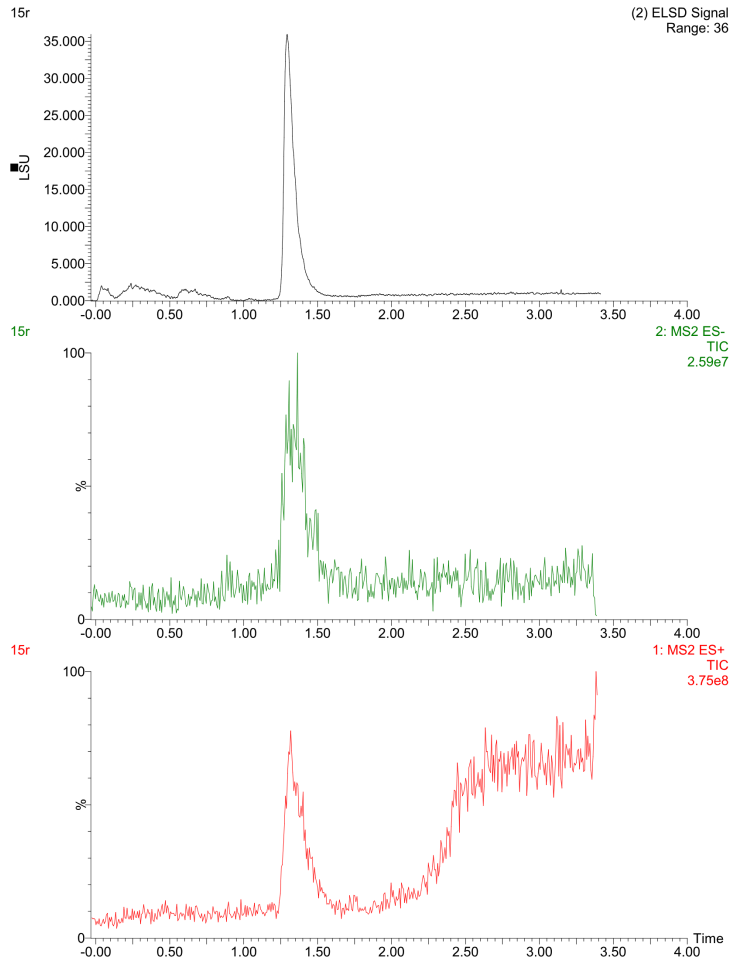 15r
(2) ELSD Signal
Range: 36
35.000
30.000
25.000
20.000
15.000
10.000
5.000
0.000
LSU
-0.00 0.50 1.00 1.50 2.00 2.50 3.00 3.50 4.00
15r
2: MS2 ES-
TIC
2.59e7
100
%
0
-0.00 0.50 1.00 1.50 2.00 2.50 3.00 3.50 4.00
15r
1: MS2 ES+
TIC
3.75e8
100
%
0
Time
-0.00 0.50 1.00 1.50 2.00 2.50 3.00 3.50 4.00